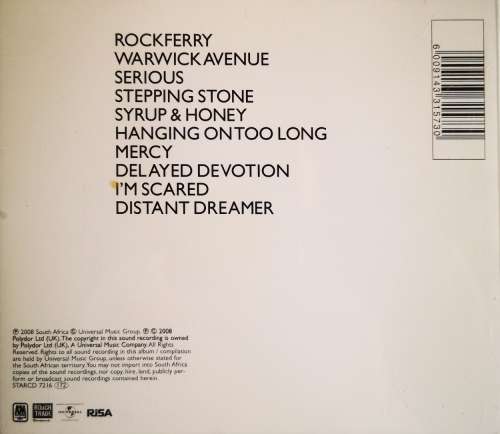 ROCKFERRY
WARWICK AVENUE
SERIOUS
STEPPING STONE
SYRUP & HONEY
HANGING ON TOO LONG
MERCY
DELAYED DEVOTION
I'M SCARED
DISTANT DREAMER
6 009143 315730
℗ 2008 South Africa © Universal Music Group. ℗ © 2008
Polydor Ltd (UK). The copyright in this sound recording is owned
by Polydor Ltd (UK). A Universal Music Company. All Rights
Reserved. Rights to all sound recording in this album / compilation
are held by Universal Music Group, unless otherwise stated for
the South African territory. You may not import into South Africa
copies of the sound recordings, nor copy, hire, lend, publicly per-
form or broadcast sound recordings contained herein.
STARCD 7216 172
A&M ROUGH TRADE UNIVERSAL RiSA